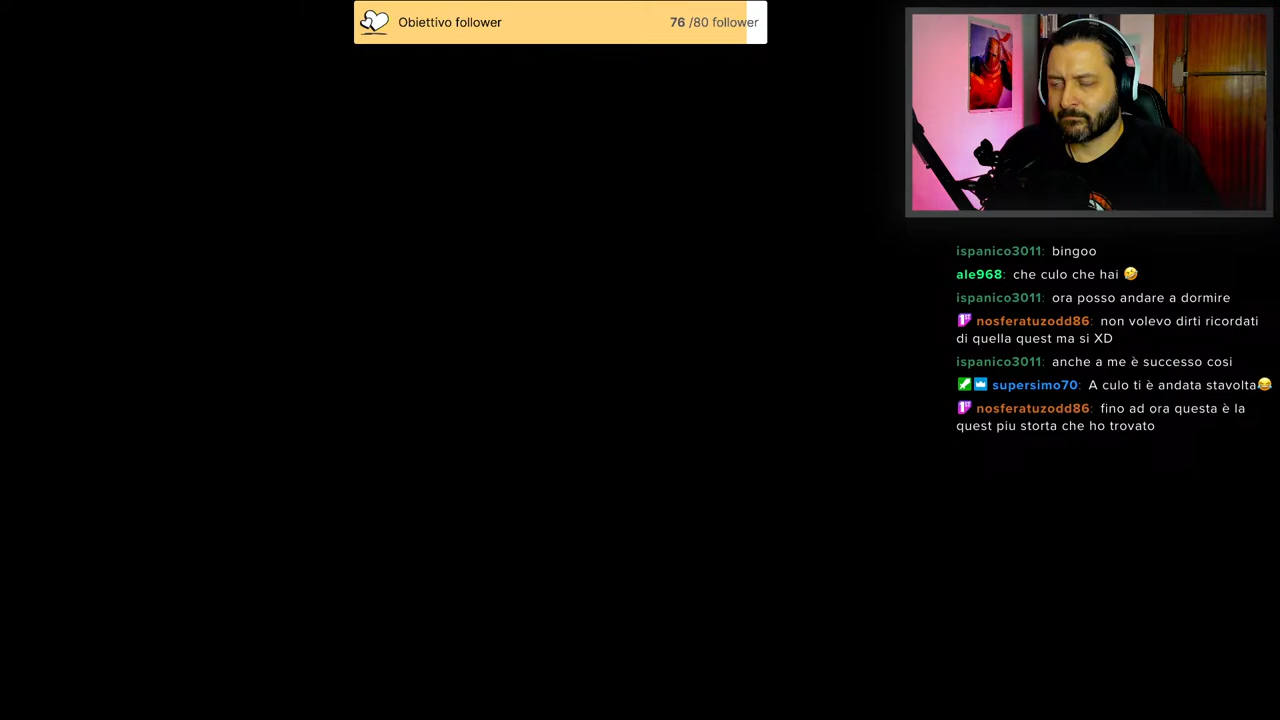 Obiettivo follower
76 /80 follower
ispanico3011: bingoo
ale968: che culo che hai 🤣
ispanico3011: ora posso andare a dormire
nosferatuzodd86: non volevo dirti ricordati
di quella quest ma si XD
ispanico3011: anche a me è successo cosi
supersimo70: A culo ti è andata stavolta😂
nosferatuzodd86: fino ad ora questa è la
quest piu storta che ho trovato